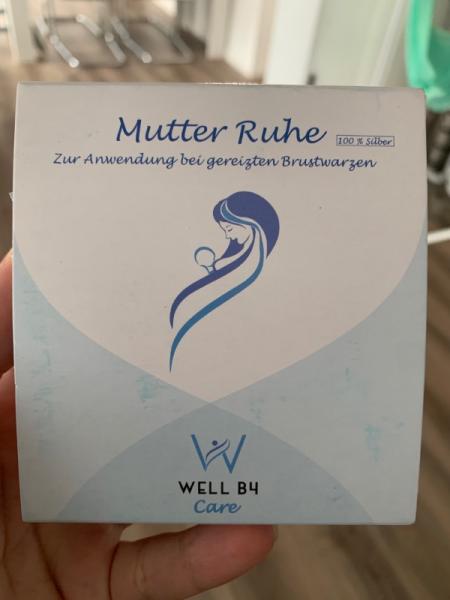 Mutter Ruhe 100 % Silber
Zur Anwendung bei gereizten Brustwarzen
W
WELL B4
Care